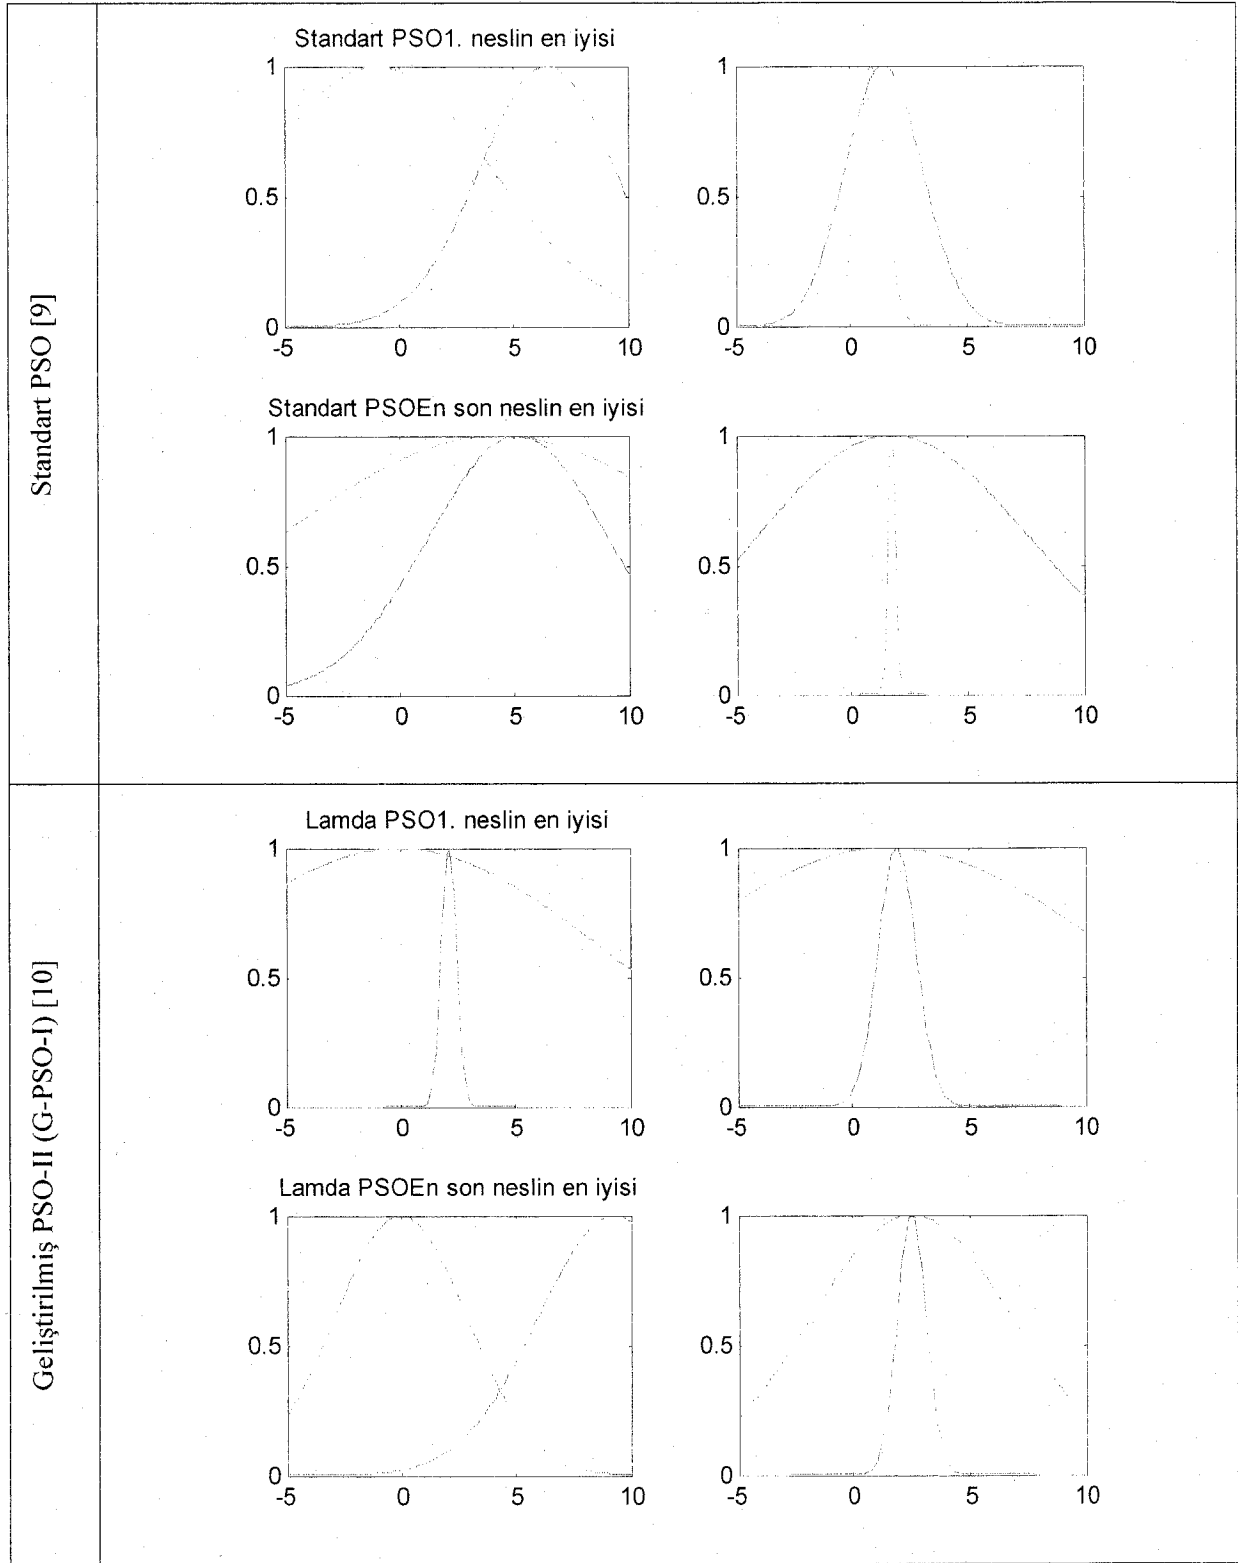 Standart PSO [9]
Standart PSO1. neslin en iyisi
1
0.5
0
-5 0 5 10
1
0.5
0
-5 0 5 10
Standart PSOEn son neslin en iyisi
1
0.5
0
-5 0 5 10
1
0.5
0
-5 0 5 10
Geliştirilmiş PSO-II (G-PSO-I) [10]
Lamda PSO1. neslin en iyisi
1
0.5
0
-5 0 5 10
1
0.5
0
-5 0 5 10
Lamda PSOEn son neslin en iyisi
1
0.5
0
-5 0 5 10
1
0.5
0
-5 0 5 10